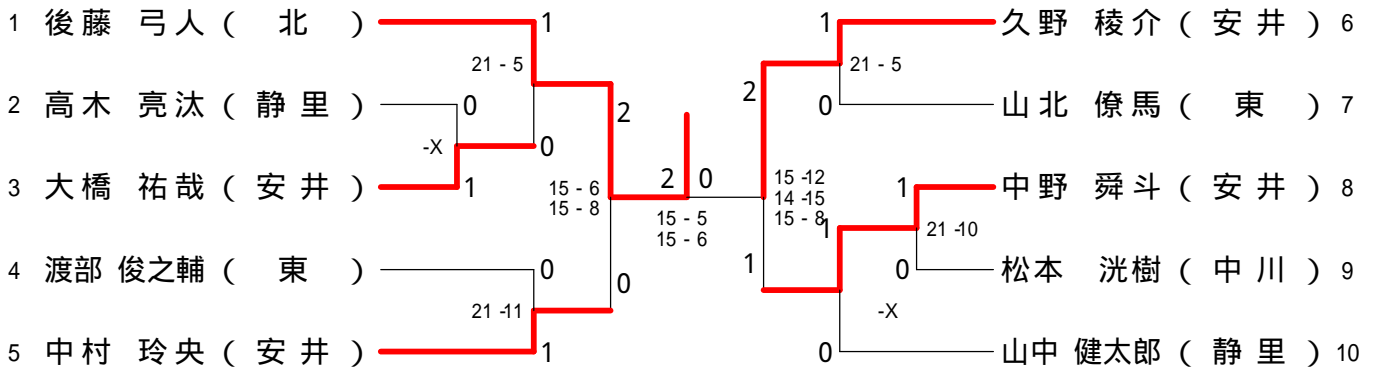 1 後藤 弓人 ( 北 ) 1 1 久野 稜介 ( 安井 ) 6
21 - 5 21 - 5
2 高木 亮汰 ( 静里 ) 0 2 2 0 山北 僚馬 ( 東 ) 7
-X 0
3 大橋 祐哉 ( 安井 ) 1 15 - 6 2 0 15 -12 1 中野 舜斗 ( 安井 ) 8
15 - 8 14 -15
15 - 5 15 - 8 1 21 -10
15 - 6
4 渡部 俊之輔 ( 東 ) 0 0 1 0 松本 洸樹 ( 中川 ) 9
21 -11 -X
5 中村 玲央 ( 安井 ) 1 0 山中 健太郎 ( 静里 ) 10